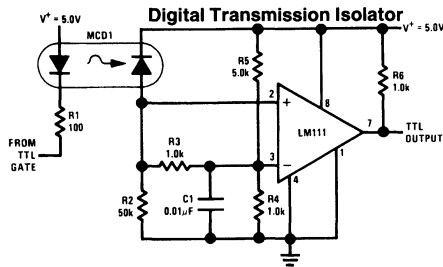 Digital Transmission Isolator
V⁺ = 5.0V
MCD1
V⁺ = 5.0V
R5
5.0k
R6
1.0k
R1
100
2
+
8
LM111
7
TTL
OUTPUT
FROM
TTL
GATE
R3
1.0k
3
−
1
4
R2
50k
C1
0.01μF
R4
1.0k